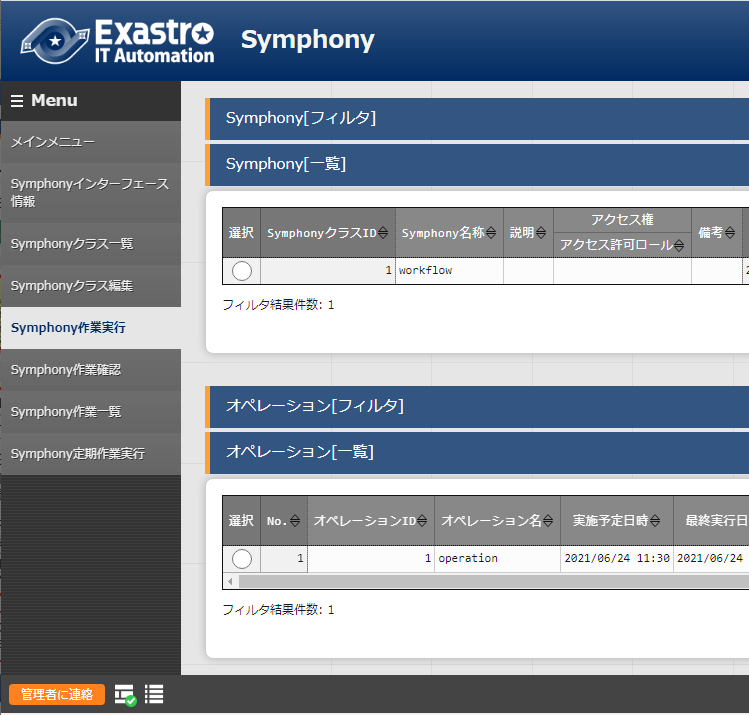 Exastro
IT Automation
Symphony
Menu
メインメニュー
Symphonyインターフェース
情報
Symphonyクラス一覧
Symphonyクラス編集
Symphony作業実行
Symphony作業確認
Symphony作業一覧
Symphony定期作業実行
Symphony[フィルタ]
Symphony[一覧]
選択 SymphonyクラスID Symphony名称 説明 アクセス権 備考
アクセス許可ロール
1 workflow 2
フィルタ結果件数: 1
オペレーション[フィルタ]
オペレーション[一覧]
選択 No. オペレーションID オペレーション名 実施予定日時 最終実行日
1 1 operation 2021/06/24 11:30 2021/06/24
フィルタ結果件数: 1
管理者に連絡